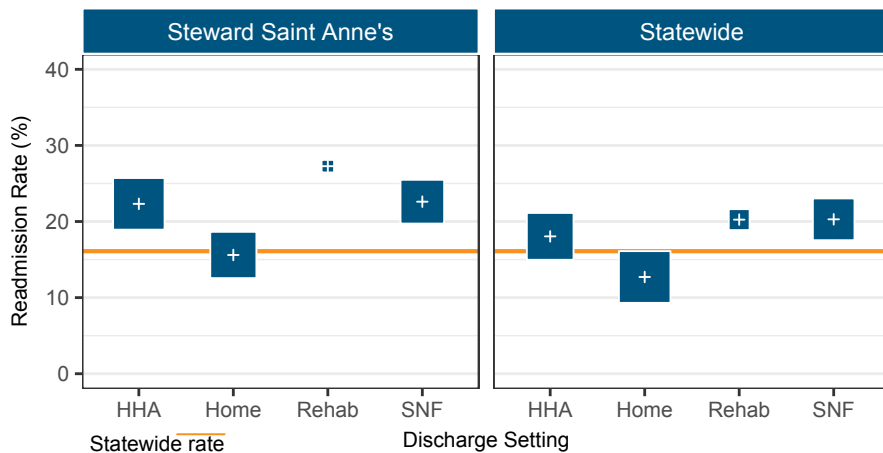 Steward Saint Anne's
Statewide
Readmission Rate (%)
40
30
20
10
0
HHA Home Rehab SNF
HHA Home Rehab SNF
Statewide rate
Discharge Setting